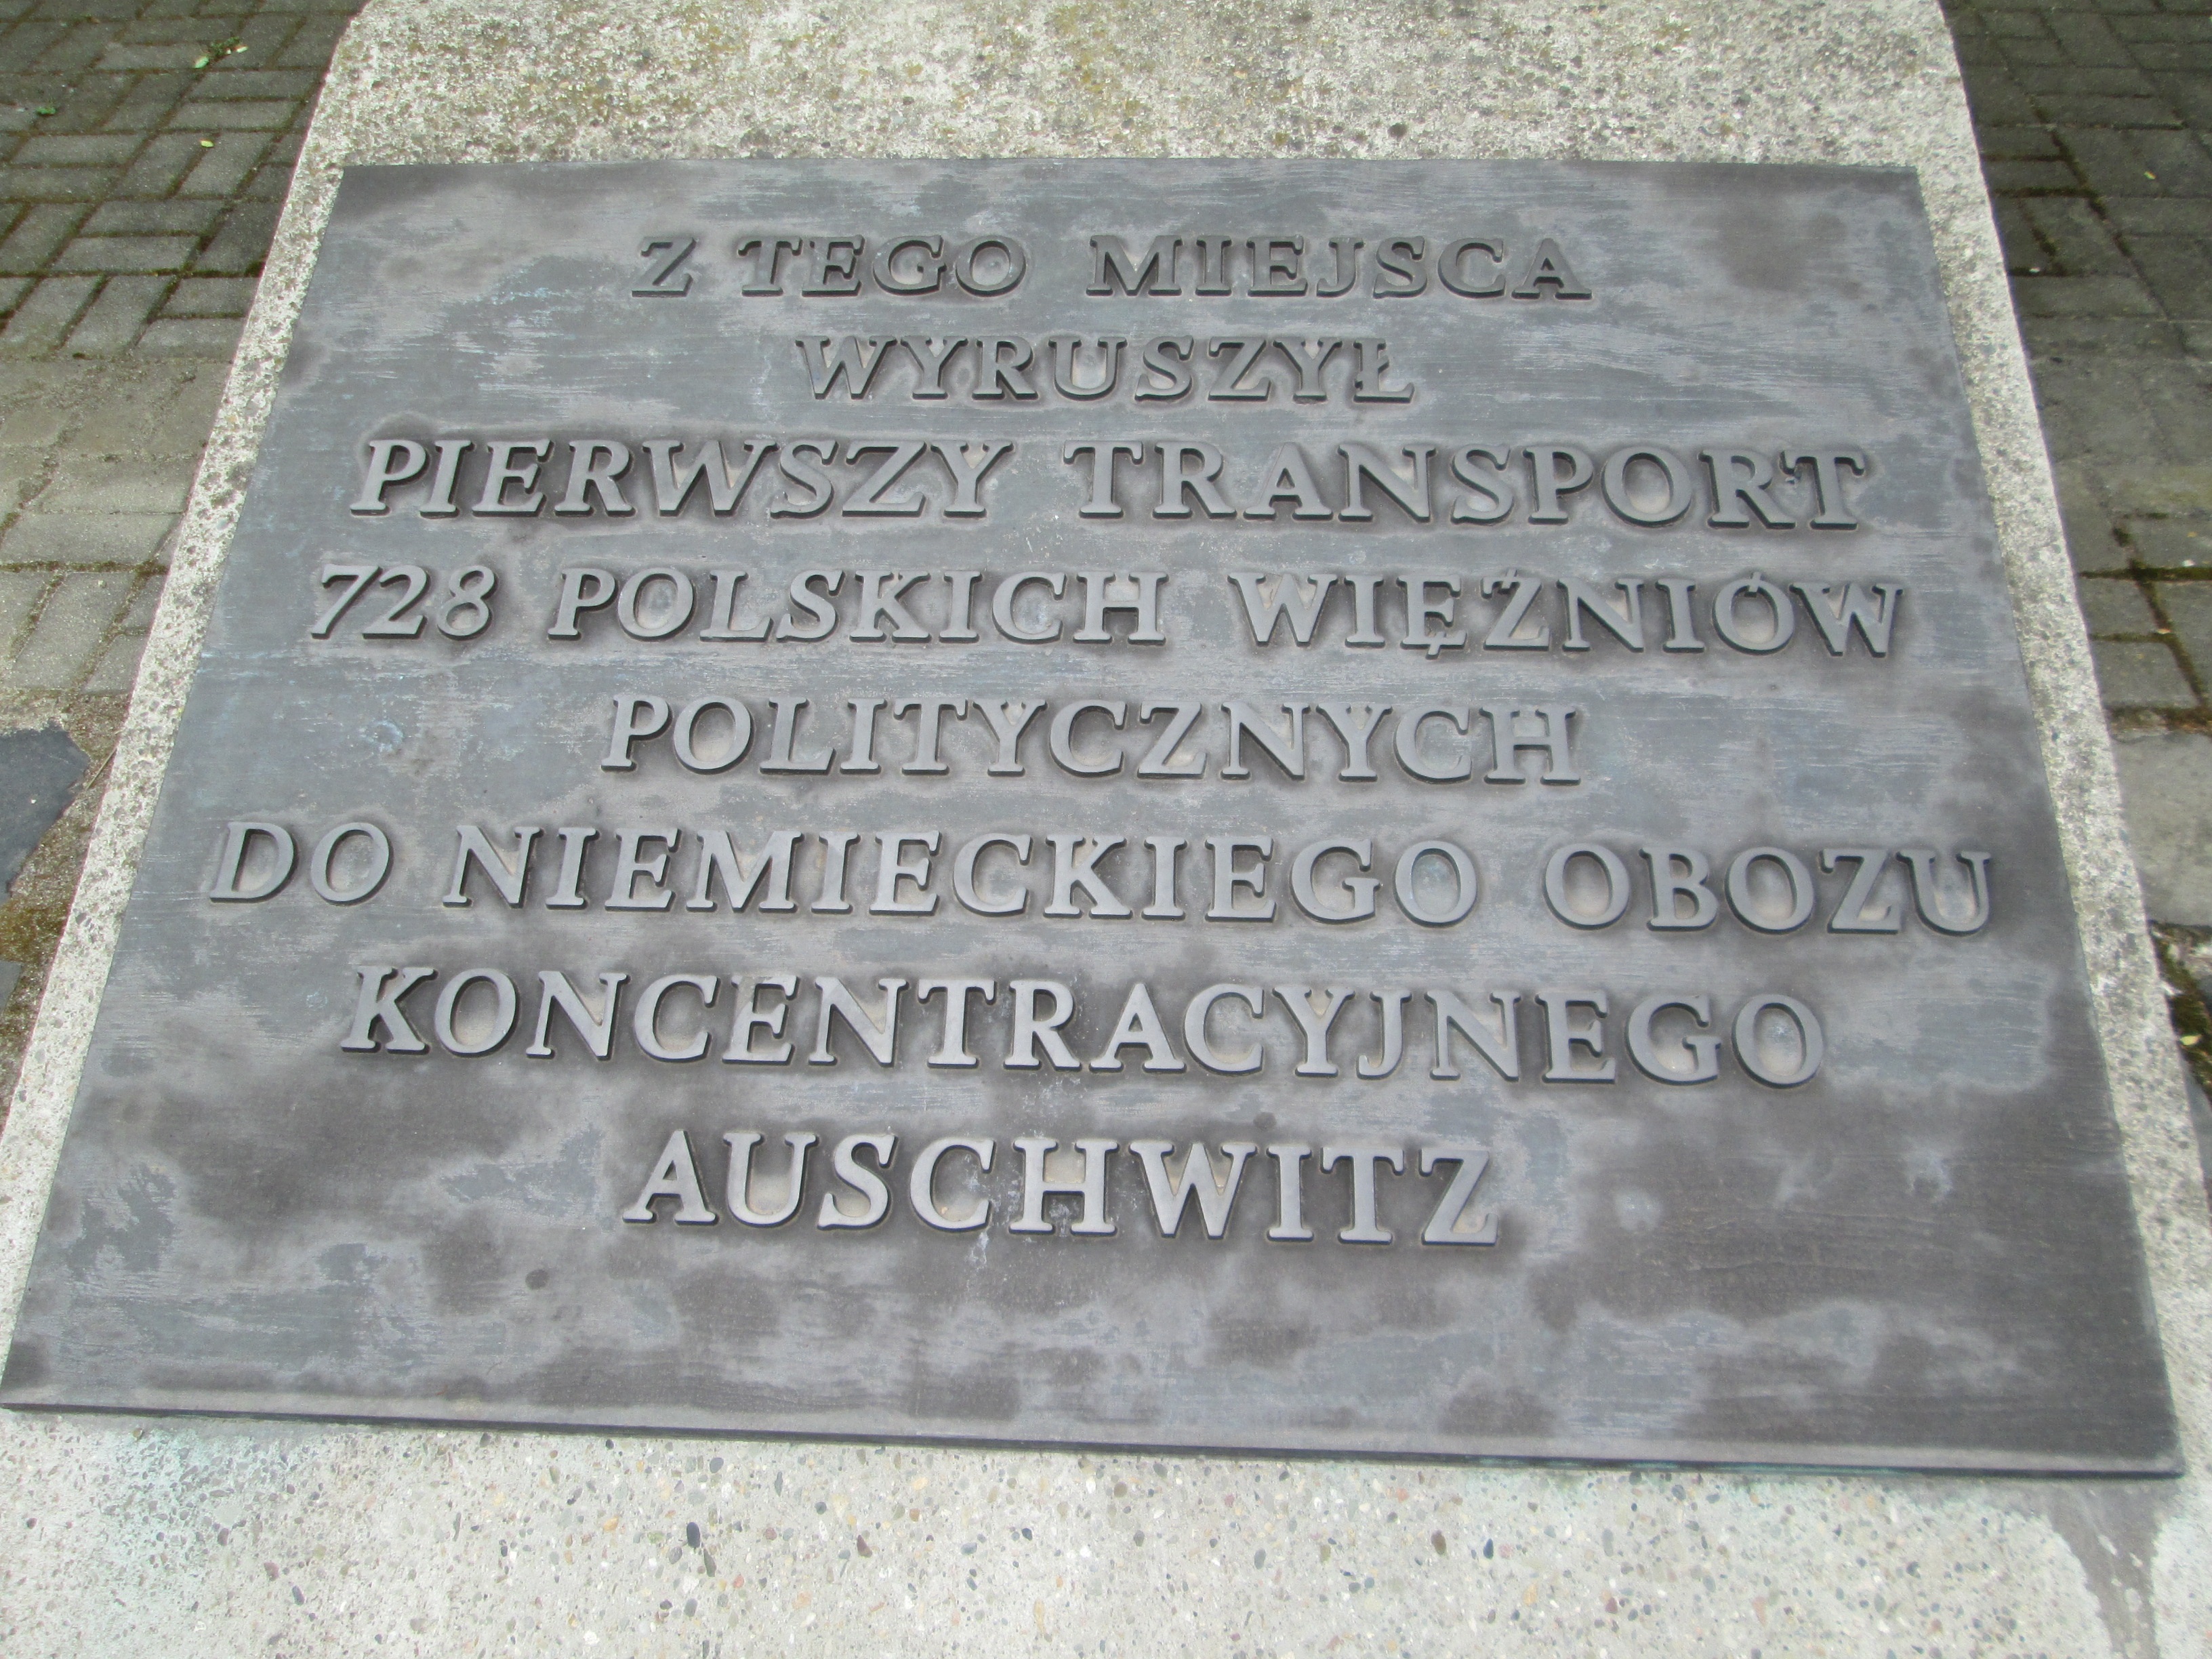 Z TEGO MIEJSCA
WYRUSZYŁ
PIERWSZY TRANSPORT
728 POLSKICH WIĘŹNIÓW
POLITYCZNYCH
DO NIEMIECKIEGO OBOZU
KONCENTRACYJNEGO
AUSCHWITZ